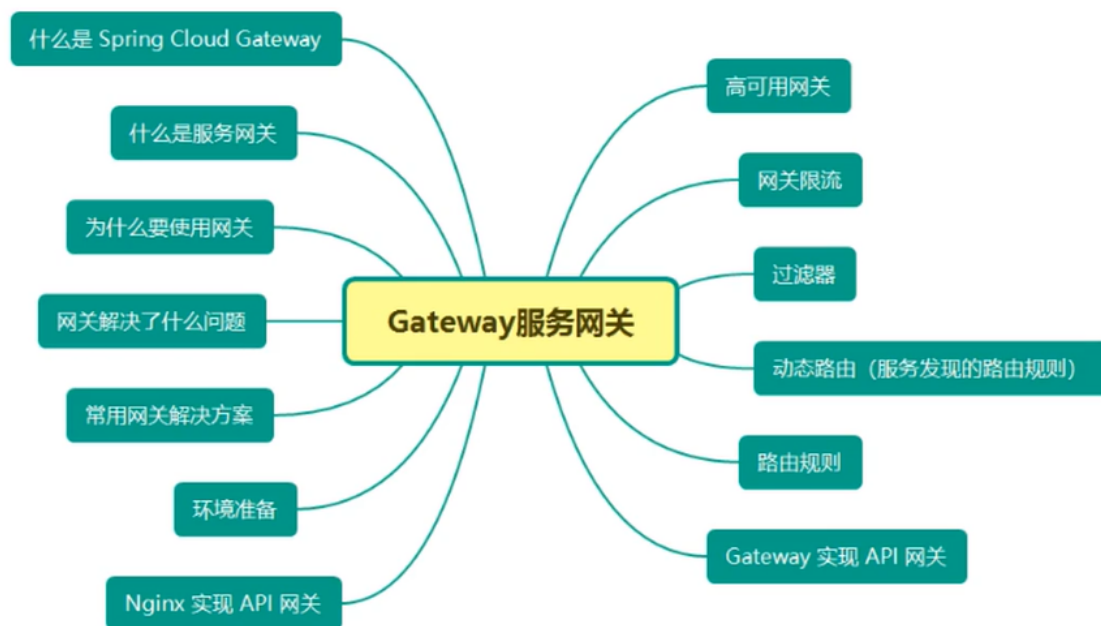 什么是 Spring Cloud Gateway
什么是服务网关
为什么要使用网关
网关解决了什么问题
常用网关解决方案
环境准备
Nginx 实现 API 网关
Gateway服务网关
高可用网关
网关限流
过滤器
动态路由（服务发现的路由规则）
路由规则
Gateway 实现 API 网关